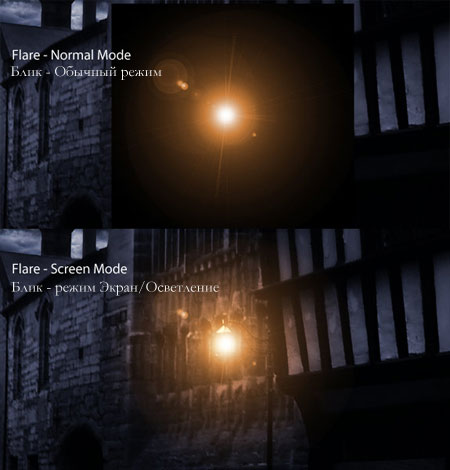 Flare - Normal Mode
Блик - Обычный режим
Flare - Screen Mode
Блик - режим Экран/Осветление